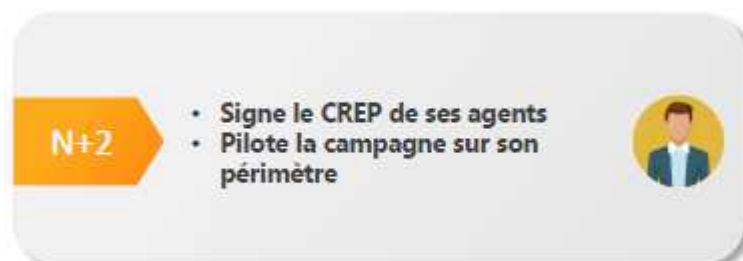 N+2
• Signe le CREP de ses agents
• Pilote la campagne sur son
périmètre